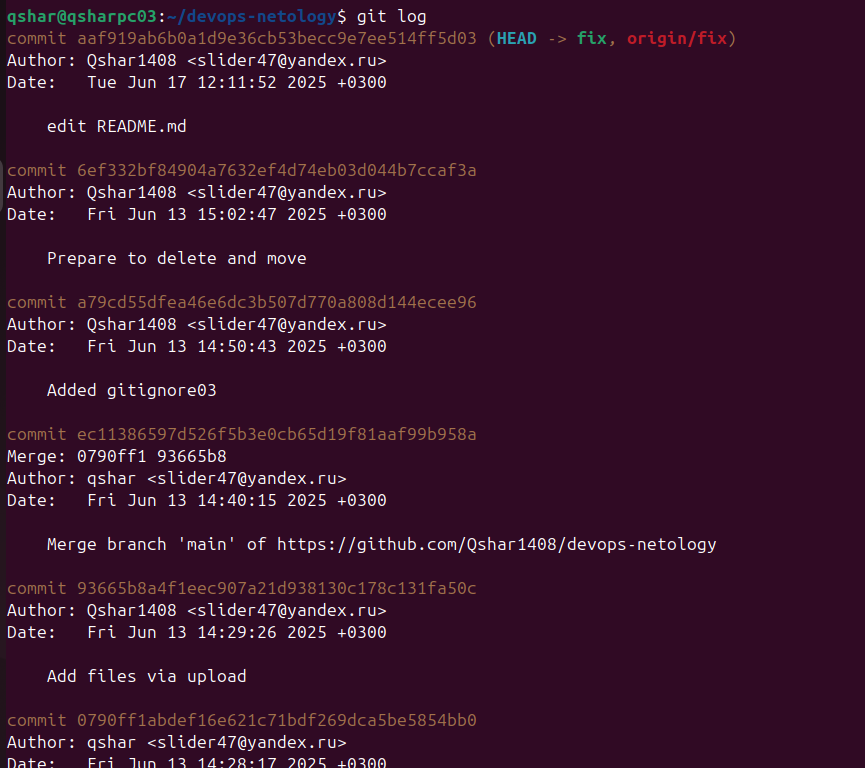 qshar@qsharpc03:~/devops-netology$ git log
commit aaf919ab6b0a1d9e36cb53becc9e7ee514ff5d03 (HEAD -> fix, origin/fix)
Author: Qshar1408 <slider47@yandex.ru>
Date:   Tue Jun 17 12:11:52 2025 +0300
    edit README.md
commit 6ef332bf84904a7632ef4d74eb03d044b7ccaf3a
Author: Qshar1408 <slider47@yandex.ru>
Date:   Fri Jun 13 15:02:47 2025 +0300
    Prepare to delete and move
commit a79cd55dfea46e6dc3b507d770a808d144ecee96
Author: Qshar1408 <slider47@yandex.ru>
Date:   Fri Jun 13 14:50:43 2025 +0300
    Added gitignore03
commit ec11386597d526f5b3e0cb65d19f81aaf99b958a
Merge: 0790ff1 93665b8
Author: qshar <slider47@yandex.ru>
Date:   Fri Jun 13 14:40:15 2025 +0300
    Merge branch 'main' of https://github.com/Qshar1408/devops-netology
commit 93665b8a4f1eec907a21d938130c178c131fa50c
Author: Qshar1408 <slider47@yandex.ru>
Date:   Fri Jun 13 14:29:26 2025 +0300
    Add files via upload
commit 0790ff1abdef16e621c71bdf269dca5be5854bb0
Author: qshar <slider47@yandex.ru>
Date:   Fri Jun 13 14:28:17 2025 +0300